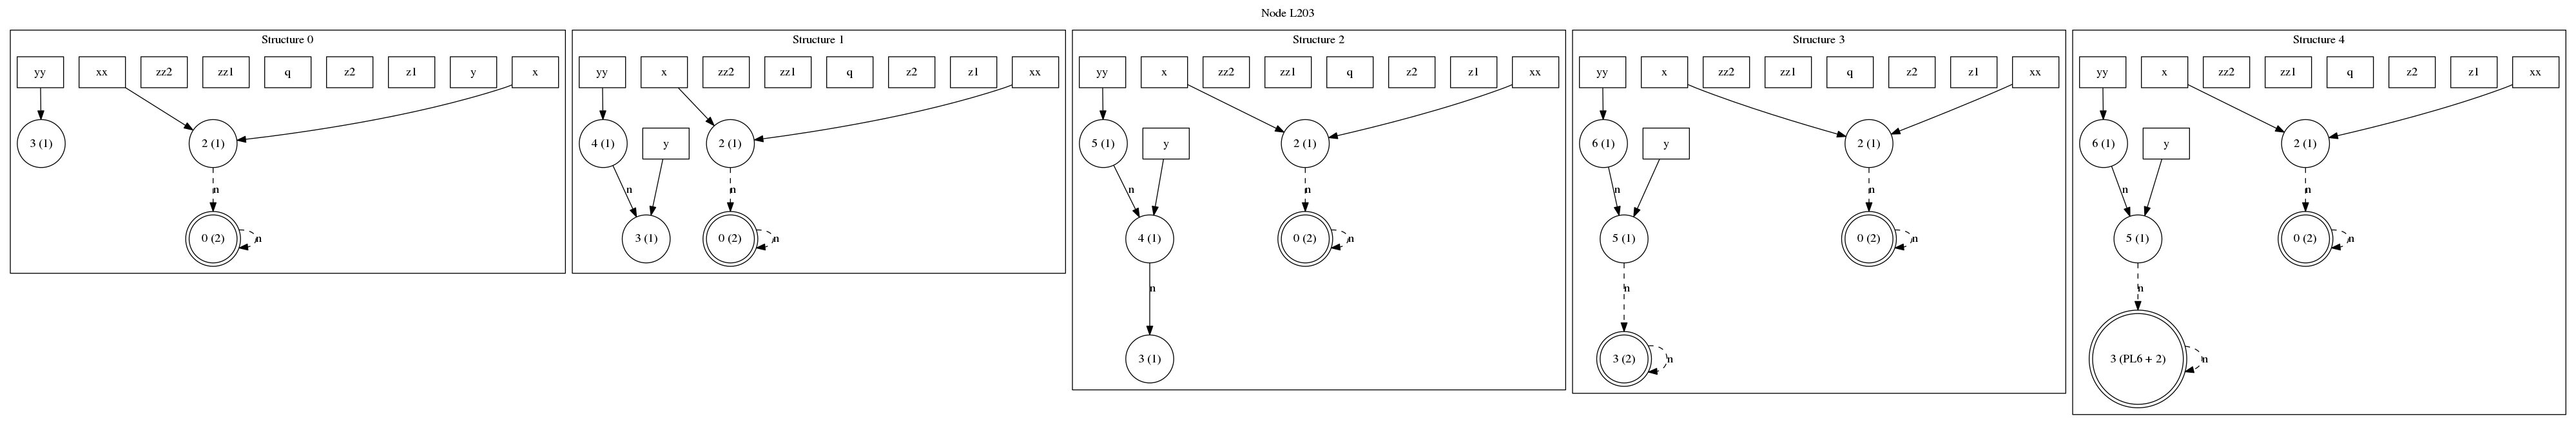 Node L203
Structure 0
yy xx zz2 zz1 q z2 z1 y x
3 (1) 2 (1)
n
0 (2) n
Structure 1
yy x zz2 zz1 q z2 z1 xx
4 (1) y 2 (1)
n n
3 (1) 0 (2) n
Structure 2
yy x zz2 zz1 q z2 z1 xx
5 (1) y 2 (1)
n n
4 (1) 0 (2) n
n
3 (1)
Structure 3
yy x zz2 zz1 q z2 z1 xx
6 (1) y 2 (1)
n n
5 (1) 0 (2) n
n
3 (2) n
Structure 4
yy x zz2 zz1 q z2 z1 xx
6 (1) y 2 (1)
n n
5 (1) 0 (2) n
n
3 (PL6 + 2) n